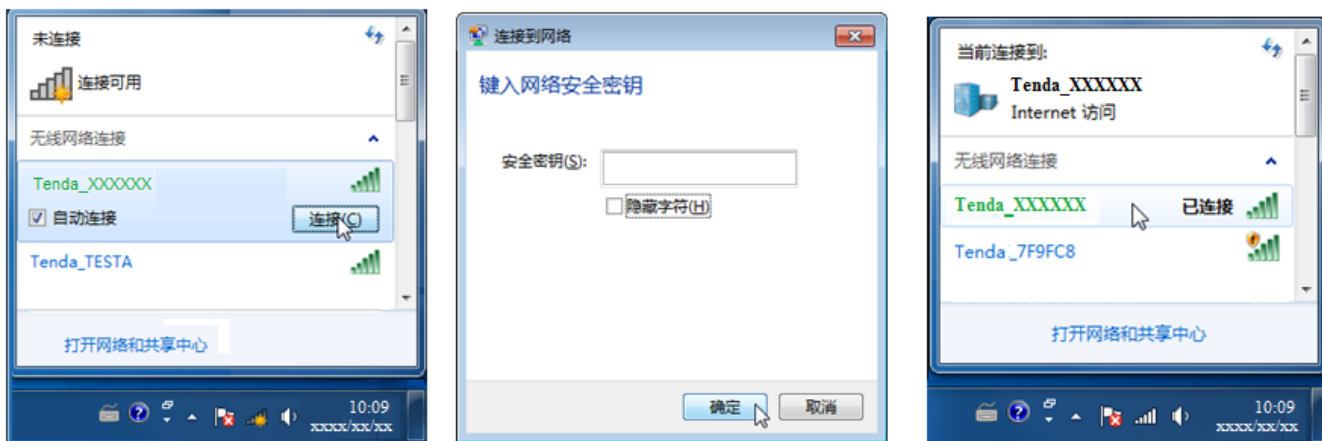 未连接
连接可用
无线网络连接
Tenda_XXXXXX
自动连接
连接(C)
Tenda_TESTA
打开网络和共享中心
10:09
xxxx/xx/xx
连接到网络
键入网络安全密钥
安全密钥(S):
隐藏字符(H)
确定
取消
当前连接到:
Tenda_XXXXXX
Internet 访问
无线网络连接
Tenda_XXXXXX 已连接
Tenda_7F9FC8
打开网络和共享中心
10:09
xxxx/xx/xx